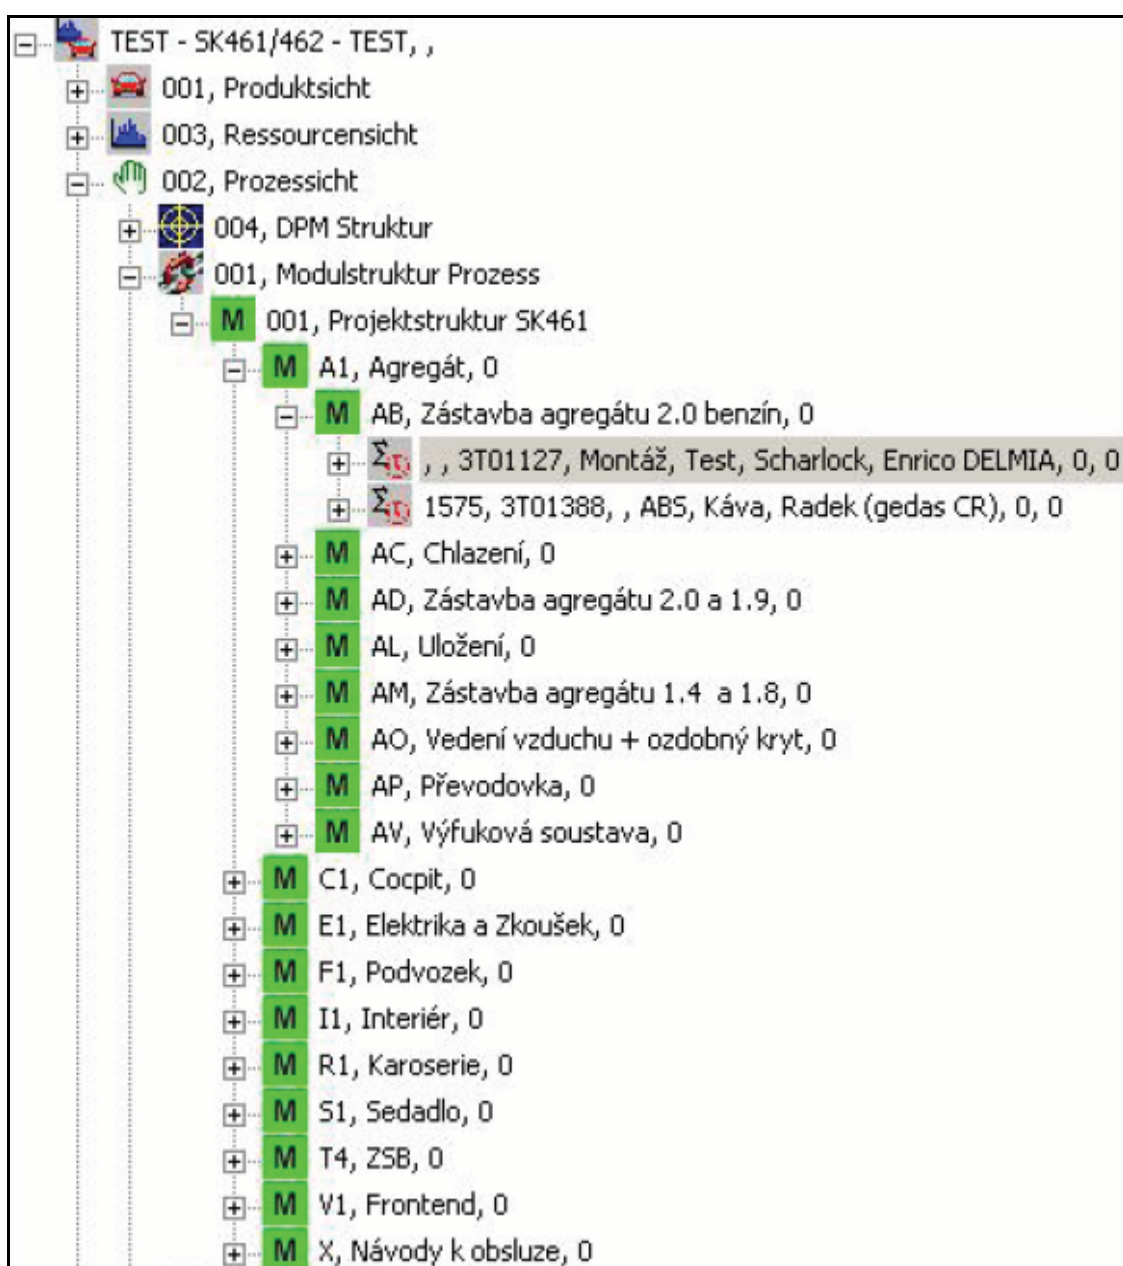 TEST - SK461/462 - TEST, ,
001, Produktsicht
003, Ressourcensicht
002, Prozessicht
004, DPM Struktur
001, Modulstruktur Prozess
M 001, Projektstruktur SK461
M A1, Agregát, 0
M AB, Zástavba agregátu 2.0 benzín, 0
, , 3T01127, Montáž, Test, Scharlock, Enrico DELMIA, 0, 0
1575, 3T01388, , ABS, Káva, Radek (gedas CR), 0, 0
M AC, Chlazení, 0
M AD, Zástavba agregátu 2.0 a 1.9, 0
M AL, Uložení, 0
M AM, Zástavba agregátu 1.4 a 1.8, 0
M AO, Vedení vzduchu + ozdobný kryt, 0
M AP, Převodovka, 0
M AV, Výfuková soustava, 0
M C1, Cocpit, 0
M E1, Elektrika a Zkoušek, 0
M F1, Podvozek, 0
M I1, Interiér, 0
M R1, Karoserie, 0
M S1, Sedadlo, 0
M T4, ZSB, 0
M V1, Frontend, 0
M X, Návody k obsluze, 0